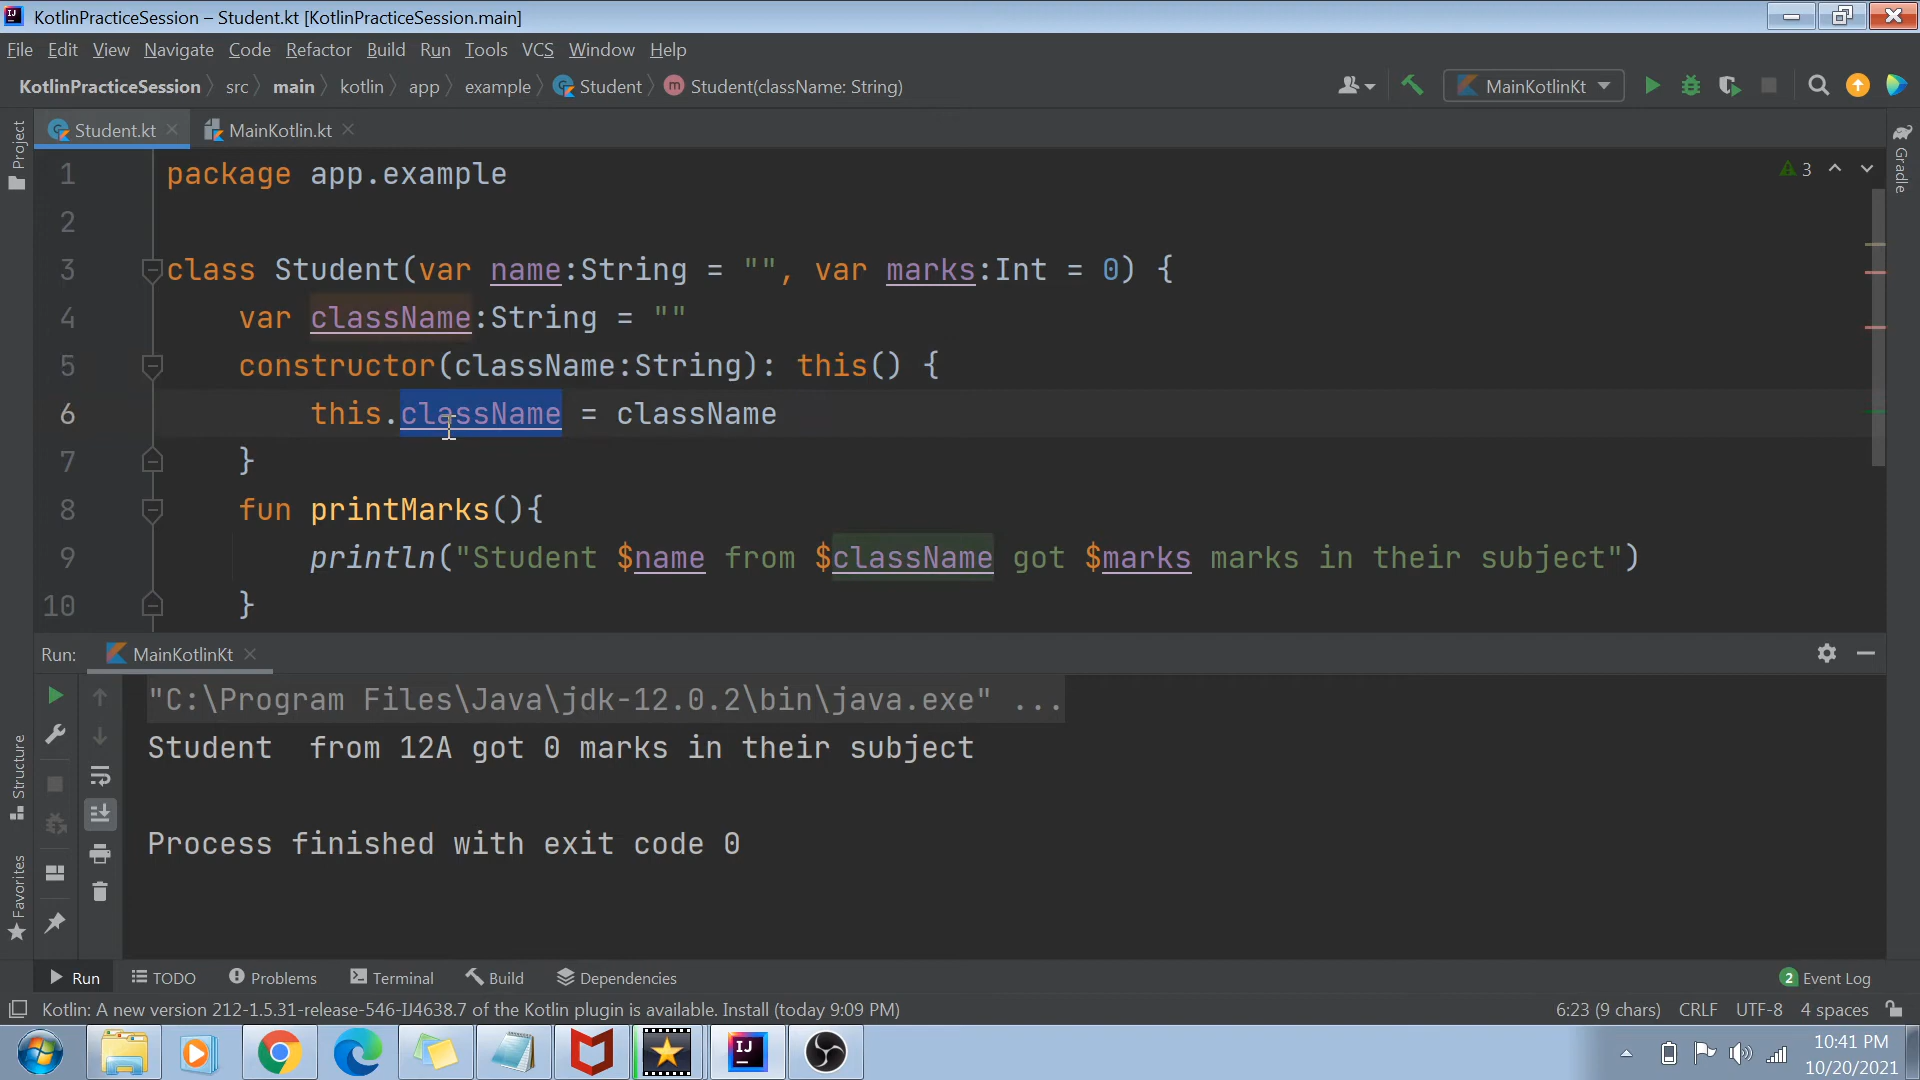 KotlinPracticeSession – Student.kt [KotlinPracticeSession.main]
File Edit View Navigate Code Refactor Build Run Tools VCS Window Help
KotlinPracticeSession src main kotlin app example Student Student(className: String) MainKotlinKt
Student.kt MainKotlin.kt
Project
Gradle
3
1 package app.example
2
3 class Student(var name:String = "", var marks:Int = 0) {
4 var className:String = ""
5 constructor(className:String): this() {
6 this.className = className
7 }
8 fun printMarks(){
9 println("Student $name from $className got $marks marks in their subject")
10 }
Run: MainKotlinKt
"C:\Program Files\Java\jdk-12.0.2\bin\java.exe" ...
Student  from 12A got 0 marks in their subject
Process finished with exit code 0
Structure
Favorites
Run TODO Problems Terminal Build Dependencies 2 Event Log
Kotlin: A new version 212-1.5.31-release-546-IJ4638.7 of the Kotlin plugin is available. Install (today 9:09 PM) 6:23 (9 chars) CRLF UTF-8 4 spaces
IJ
10:41 PM
10/20/2021